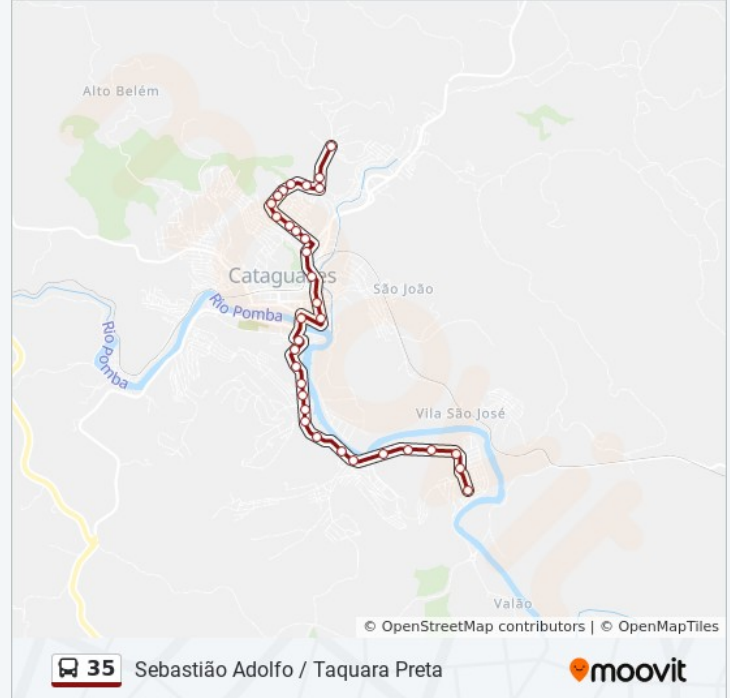 Alto Belém
Cataguases
São João
Rio Pomba
Rio Pomba
Vila São José
Valão
© OpenStreetMap contributors | © OpenMapTiles
35 Sebastião Adolfo / Taquara Preta
moovit